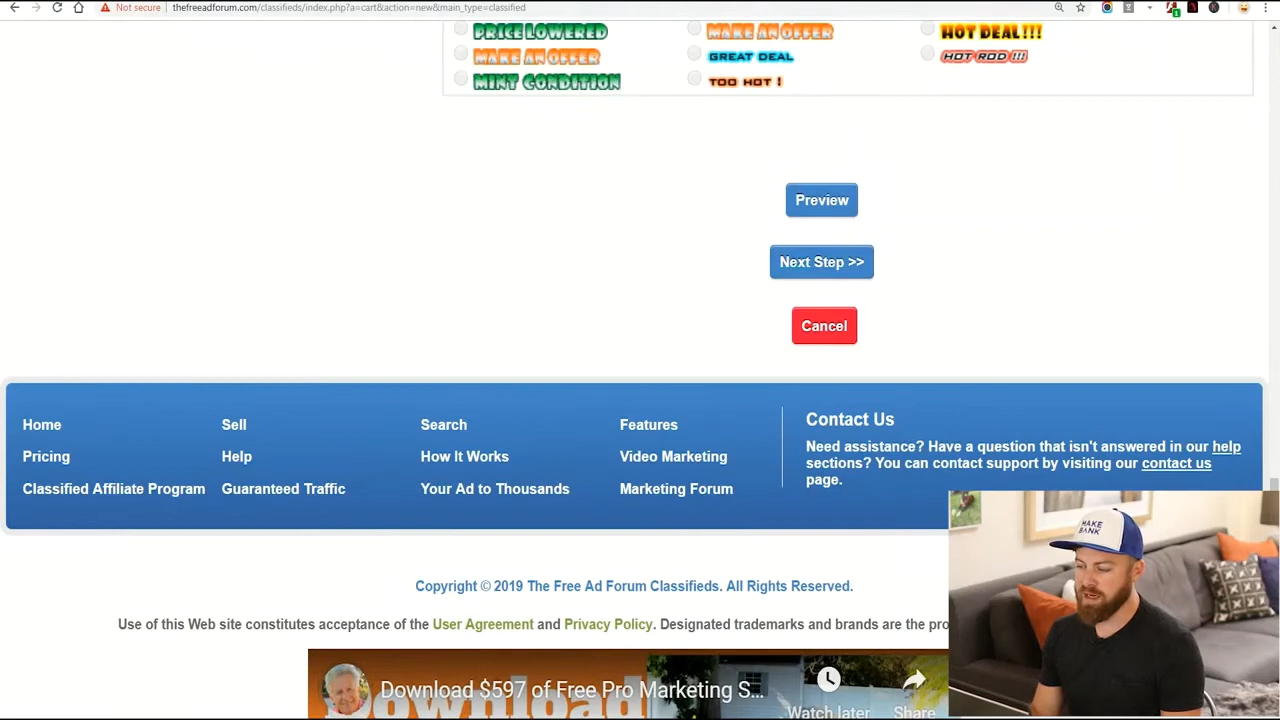 Not secure
thefreeadforum.com/classifieds/index.php?a=cart&action=new&main_type=classified
PRICE LOWERED
MAKE AN OFFER
HOT DEAL!!!
MAKE AN OFFER
GREAT DEAL
HOT ROD !!!
MINT CONDITION
TOO HOT !
Preview
Next Step >>
Cancel
Home
Sell
Search
Features
Contact Us
Need assistance? Have a question that isn't answered in our help
sections? You can contact support by visiting our contact us
page.
Pricing
Help
How It Works
Video Marketing
Classified Affiliate Program
Guaranteed Traffic
Your Ad to Thousands
Marketing Forum
MAKE
BANK
Copyright © 2019 The Free Ad Forum Classifieds. All Rights Reserved.
Use of this Web site constitutes acceptance of the User Agreement and Privacy Policy. Designated trademarks and brands are the pro
Download $597 of Free Pro Marketing S...
Watch later
Share
Download